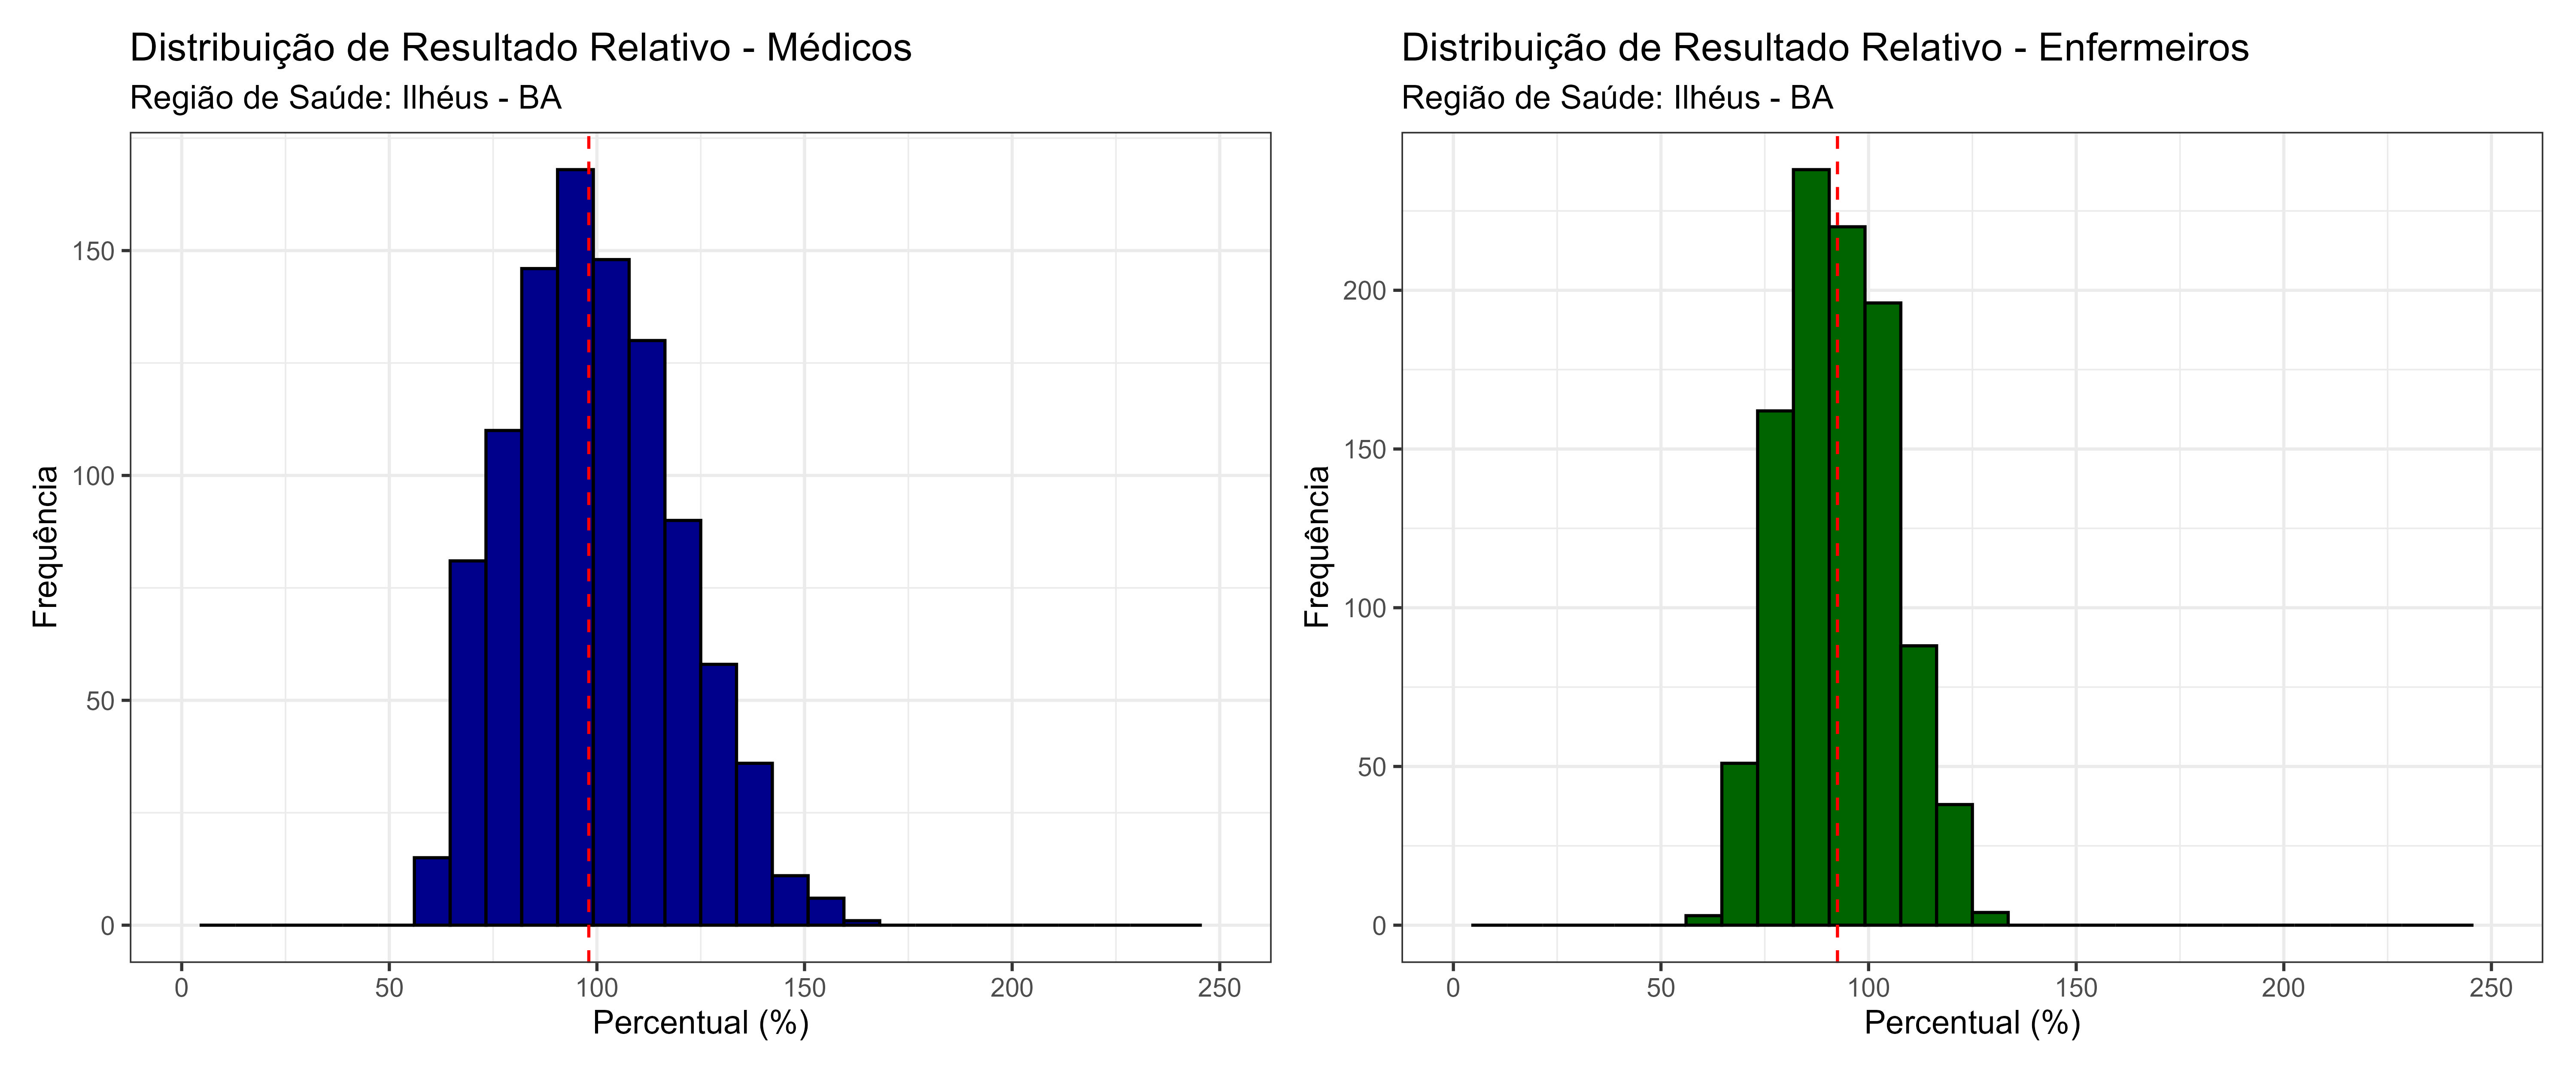 Distribuição de Resultado Relativo - Médicos
Região de Saúde: Ilhéus - BA
Frequência
150
100
50
0
0 50 100 150 200 250
Percentual (%)
Distribuição de Resultado Relativo - Enfermeiros
Região de Saúde: Ilhéus - BA
Frequência
200
150
100
50
0
0 50 100 150 200 250
Percentual (%)